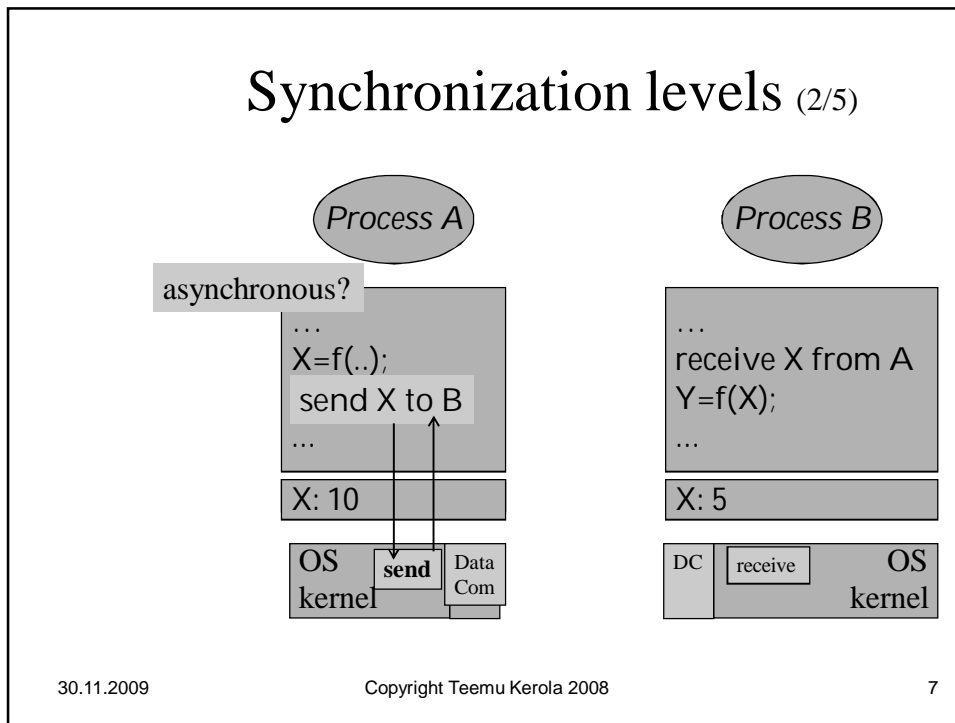 Synchronization levels (2/5)
Process A
Process B
asynchronous?
...
X=f(..);
send X to B
...
X: 10
OS
kernel
send
Data
Com
...
receive X from A
Y=f(X);
...
X: 5
DC
receive
OS
kernel
30.11.2009
Copyright Teemu Kerola 2008
7